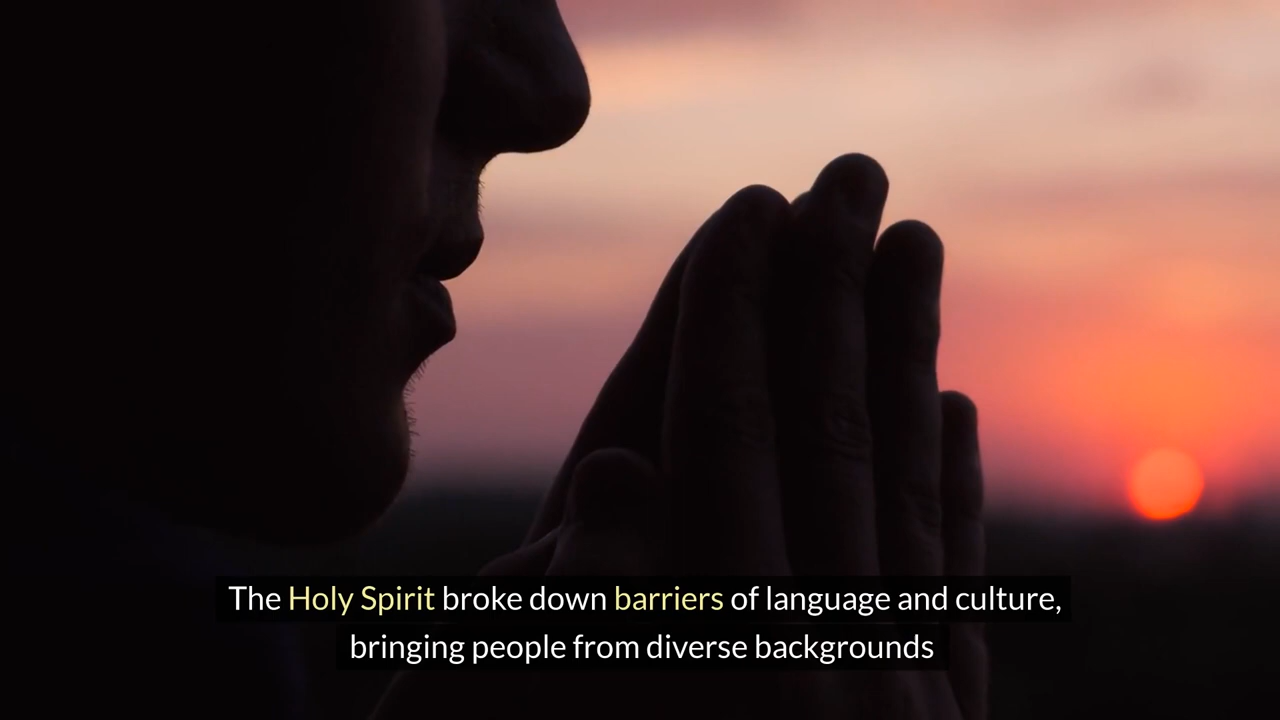 The Holy Spirit broke down barriers of language and culture,
bringing people from diverse backgrounds